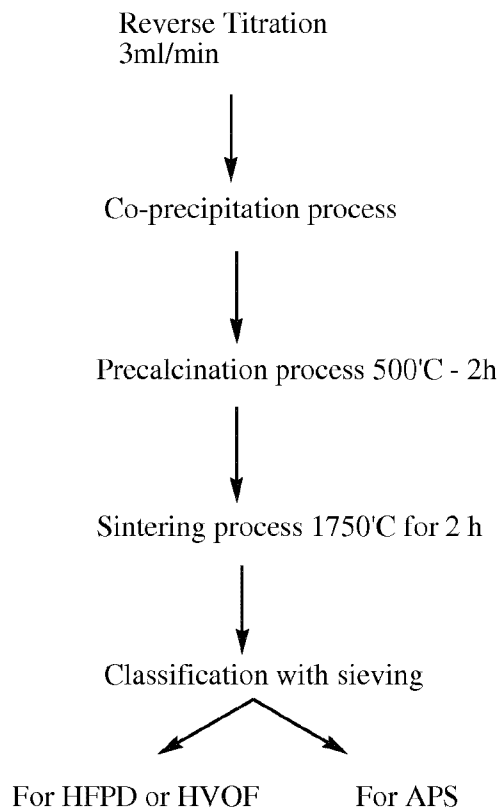 Reverse Titration
3ml/min
Co-precipitation process
Precalcination process 500'C - 2h
Sintering process 1750'C for 2 h
Classification with sieving
For HFPD or HVOF
For APS